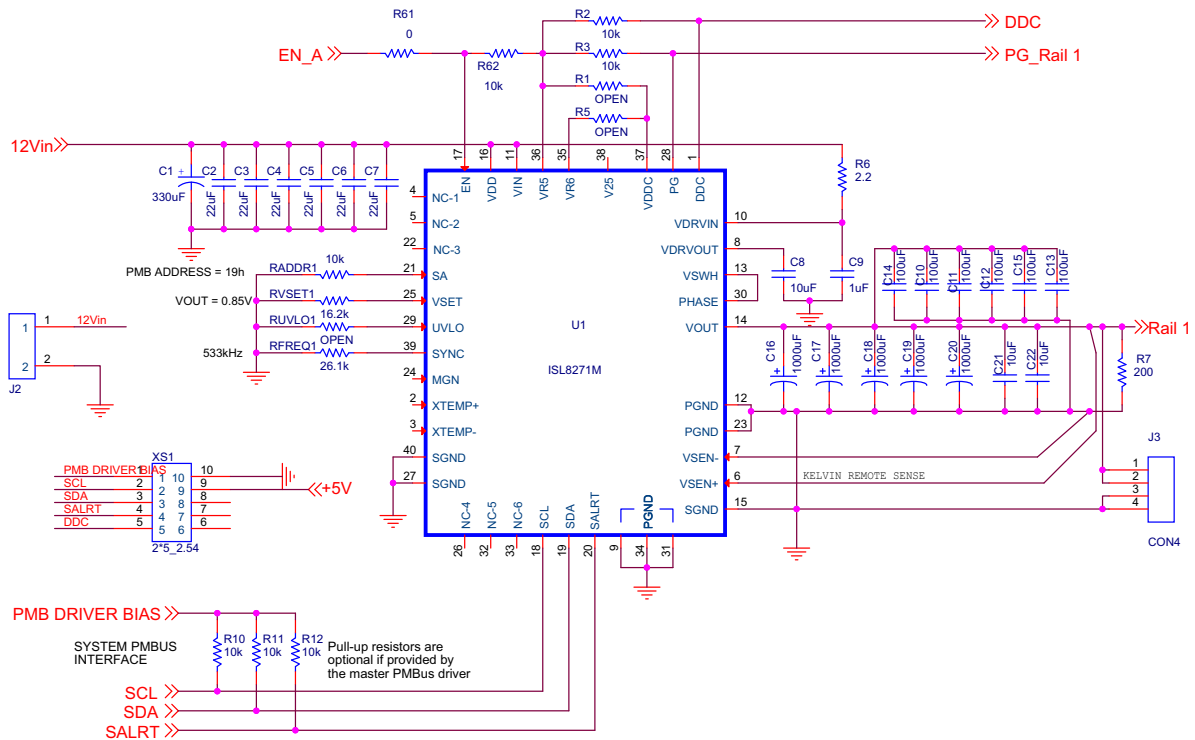 R61
0
R2
10k
DDC
EN_A
R62
10k
R3
10k
PG_Rail 1
R1
OPEN
R5
OPEN
12Vin
17
16
11
36
35
38
37
28
1
R6
2.2
C1
+
330uF
C2
22uF
C3
22uF
C4
22uF
C5
22uF
C6
22uF
C7
22uF
EN
VDD
VIN
VR5
VR6
V25
VDDC
PG
DDC
4
NC-1
5
NC-2
22
NC-3
VDRVIN
10
VDRVOUT
8
VSWH
13
PHASE
30
VOUT
14
C8
10uF
C9
1uF
C14
100uF
C10
100uF
C11
100uF
C12
100uF
C15
100uF
C13
100uF
PMB ADDRESS = 19h
RADDR1
10k
21
SA
VOUT = 0.85V
RVSET1
16.2k
25
VSET
RUVLO1
OPEN
29
UVLO
533kHz
RFREQ1
26.1k
39
SYNC
24
MGN
2
XTEMP+
3
XTEMP-
40
SGND
27
SGND
U1
ISL8271M
Rail 1
C16
+
1000uF
C17
+
1000uF
C18
+
1000uF
C19
+
1000uF
C20
+
1000uF
C21
10uF
C22
10uF
R7
200
PGND
12
PGND
23
VSEN-
7
VSEN+
6
KELVIN REMOTE SENSE
SGND
15
1
1
12Vin
2
2
J2
J3
1
2
3
4
CON4
XS1
PMB DRIVER BIAS
1
1
10
10
SCL
2
2
9
9
+5V
SDA
3
3
8
8
SALRT
4
4
7
7
DDC
5
5
6
6
2*5_2.54
NC-4
NC-5
NC-6
SCL
SDA
SALRT
PGND
26
32
33
18
19
20
9
34
31
PMB DRIVER BIAS
SYSTEM PMBUS
INTERFACE
R10
10k
R11
10k
R12
10k
Pull-up resistors are
optional if provided by
the master PMBus driver
SCL
SDA
SALRT